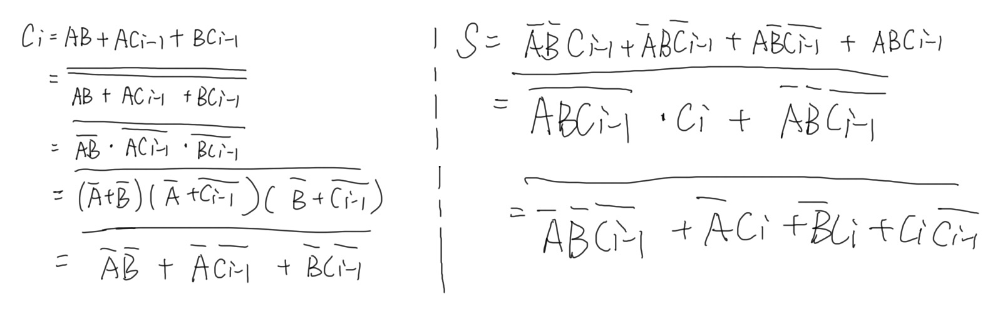 $C_i = AB + AC_{i-1} + BC_{i-1}$
$= \overline{\overline{AB + AC_{i-1} + BC_{i-1}}}$
$= \overline{\overline{AB} \cdot \overline{AC_{i-1}} \cdot \overline{BC_{i-1}}}$
$= \overline{(\overline{A}+\overline{B})(\overline{A}+\overline{C_{i-1}})(\overline{B}+\overline{C_{i-1}})}$
$= \overline{\overline{A}\,\overline{B} + \overline{A}\,\overline{C_{i-1}} + \overline{B}\,\overline{C_{i-1}}}$
$S = \overline{A}\,\overline{B}C_{i-1} + \overline{A}B\overline{C_{i-1}} + A\overline{B}\,\overline{C_{i-1}} + ABC_{i-1}$
$= \overline{\overline{ABC_{i-1}} \cdot C_i + \overline{A}\,\overline{B}\,\overline{C_{i-1}}}$
$= \overline{\overline{A}\,\overline{B}\,\overline{C_{i-1}} + \overline{A}C_i + \overline{B}C_i + C_i\overline{C_{i-1}}}$